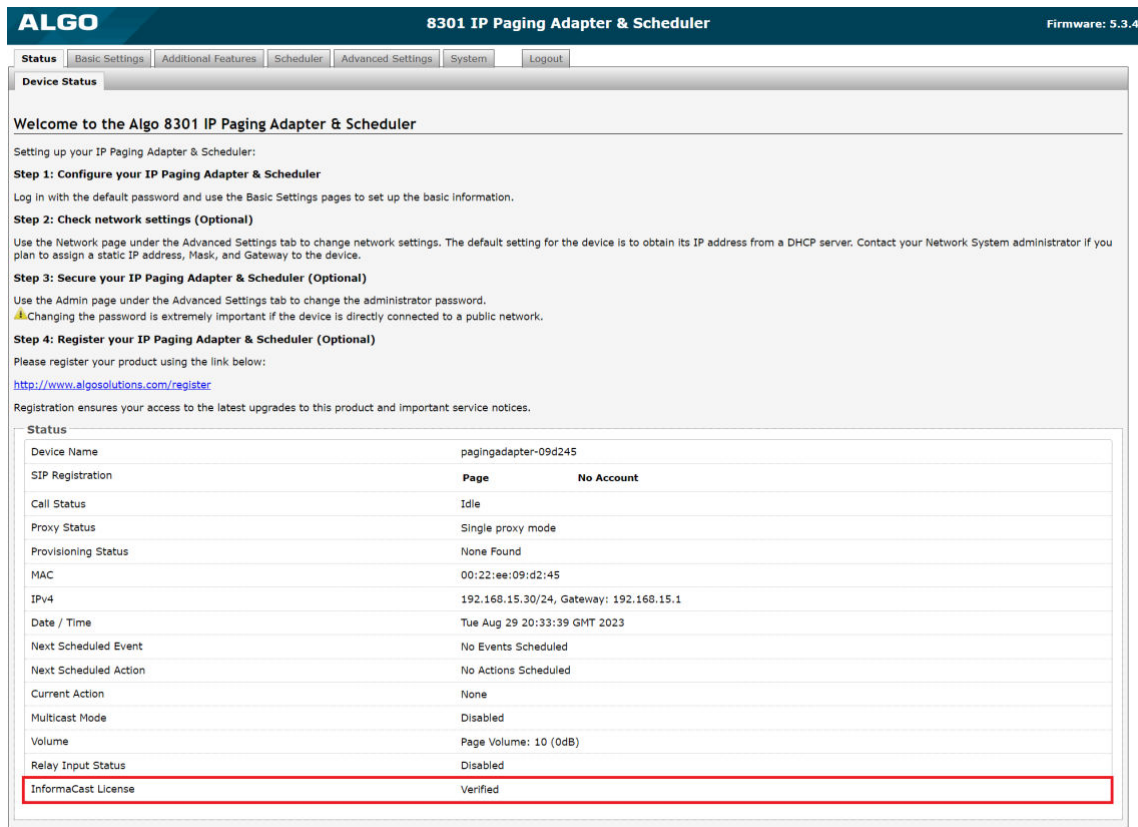 ALGO 8301 IP Paging Adapter & Scheduler Firmware: 5.3.4
Status Basic Settings Additional Features Scheduler Advanced Settings System Logout
Device Status
Welcome to the Algo 8301 IP Paging Adapter & Scheduler
Setting up your IP Paging Adapter & Scheduler:
Step 1: Configure your IP Paging Adapter & Scheduler
Log in with the default password and use the Basic Settings pages to set up the basic information.
Step 2: Check network settings (Optional)
Use the Network page under the Advanced Settings tab to change network settings. The default setting for the device is to obtain its IP address from a DHCP server. Contact your Network System administrator if you
plan to assign a static IP address, Mask, and Gateway to the device.
Step 3: Secure your IP Paging Adapter & Scheduler (Optional)
Use the Admin page under the Advanced Settings tab to change the administrator password.
Changing the password is extremely important if the device is directly connected to a public network.
Step 4: Register your IP Paging Adapter & Scheduler (Optional)
Please register your product using the link below:
http://www.algosolutions.com/register
Registration ensures your access to the latest upgrades to this product and important service notices.
Status
Device Name pagingadapter-09d245
SIP Registration Page No Account
Call Status Idle
Proxy Status Single proxy mode
Provisioning Status None Found
MAC 00:22:ee:09:d2:45
IPv4 192.168.15.30/24, Gateway: 192.168.15.1
Date / Time Tue Aug 29 20:33:39 GMT 2023
Next Scheduled Event No Events Scheduled
Next Scheduled Action No Actions Scheduled
Current Action None
Multicast Mode Disabled
Volume Page Volume: 10 (0dB)
Relay Input Status Disabled
InformaCast License Verified